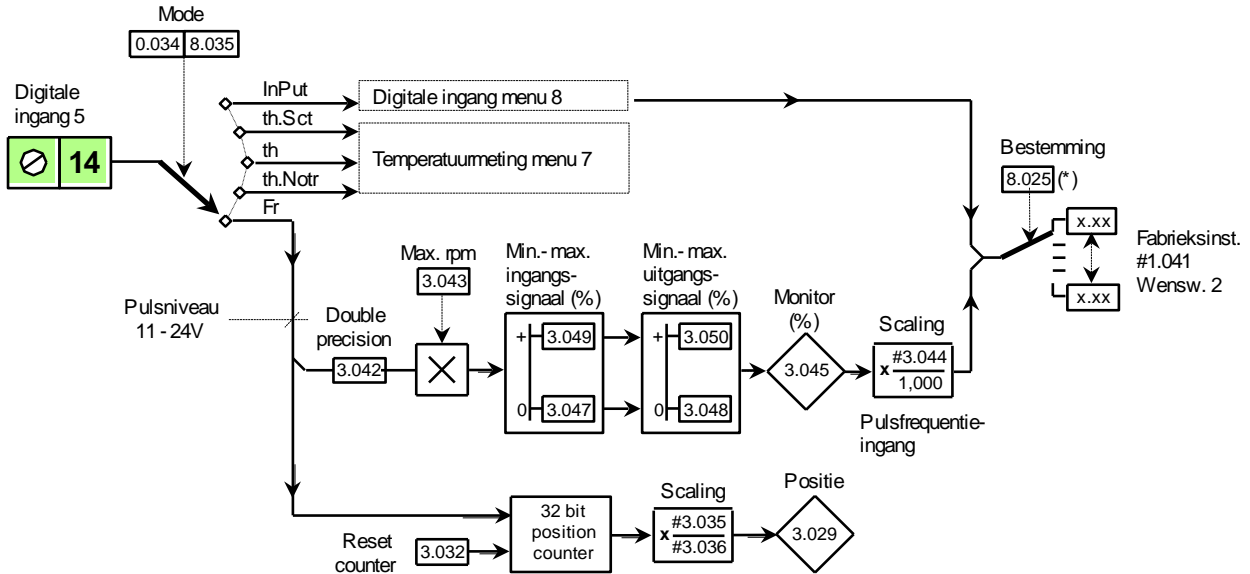 Mode
0.034 8.035
Digitale
ingang 5
14
InPut
th.Sct
th
th.Notr
Fr
Digitale ingang menu 8
Temperatuurmeting menu 7
Bestemming
8.025 (*)
x.xx
x.xx
Fabrieksinst.
#1.041
Wensw. 2
Pulsniveau
11 - 24V
Double
precision
3.042
Max. rpm
3.043
Min.- max.
ingangs-
signaal (%)
+ 3.049
0 3.047
Min.- max.
uitgangs-
signaal (%)
+ 3.050
0 3.048
Monitor
(%)
3.045
Scaling
x #3.044
1,000
Pulsfrequentie-
ingang
Reset
counter
3.032
32 bit
position
counter
Scaling
x #3.035
#3.036
Positie
3.029